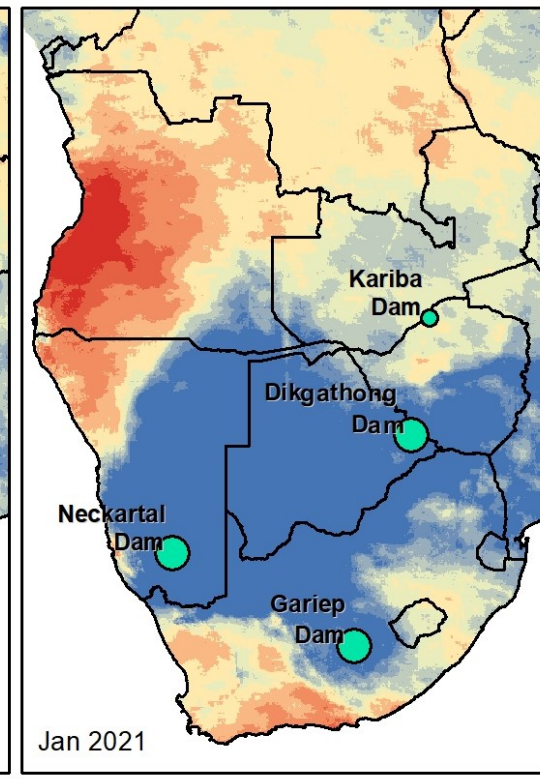 Kariba
Dam
Dikgathong
Dam
Neckartal
Dam
Gariep
Dam
Jan 2021